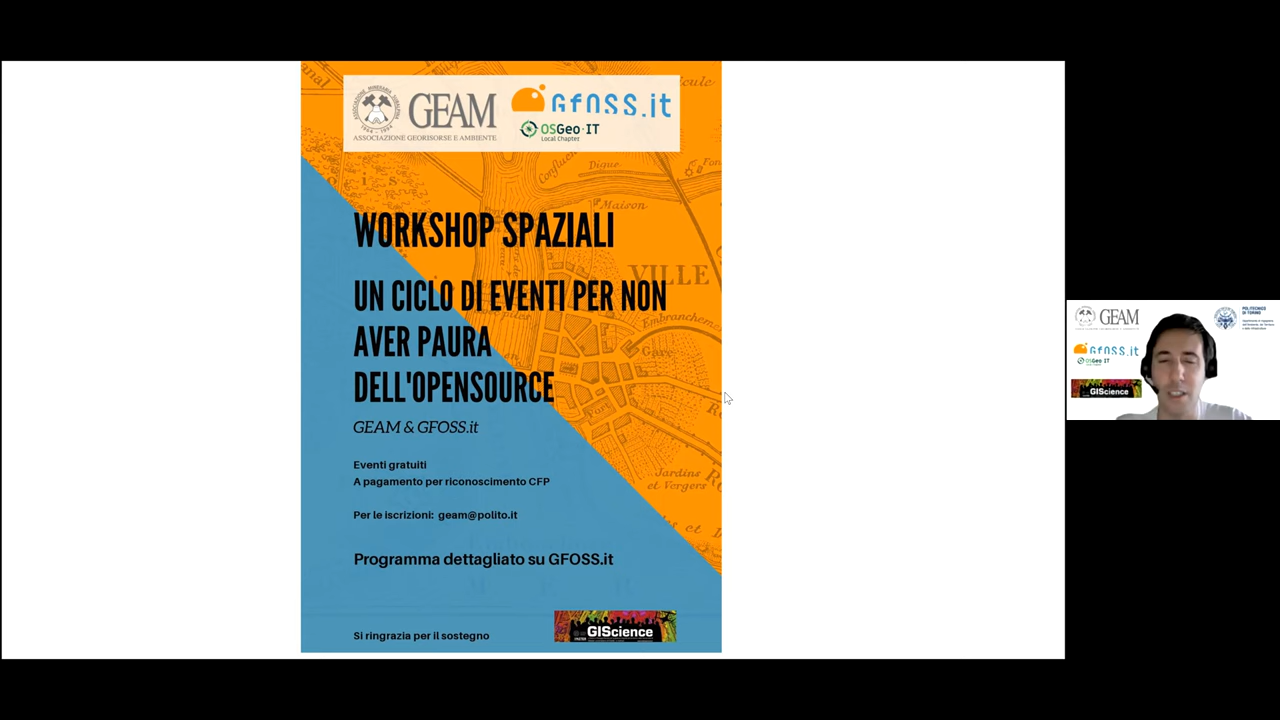 GEAM
ASSOCIAZIONE GEORISORSE E AMBIENTE
GFOSS.it
OSGeo·IT
Local Chapter
WORKSHOP SPAZIALI
UN CICLO DI EVENTI PER NON
AVER PAURA
DELL'OPENSOURCE
GEAM & GFOSS.it
Eventi gratuiti
A pagamento per riconoscimento CFP
Per le iscrizioni: geam@polito.it
Programma dettagliato su GFOSS.it
Si ringrazia per il sostegno
GIScience
Confluent
Digue
Maison
VILLE
Gare
Port
Jardins
et Vergers
GEAM
POLITECNICO
DI TORINO
GFOSS.it
OSGeo·IT
GIScience